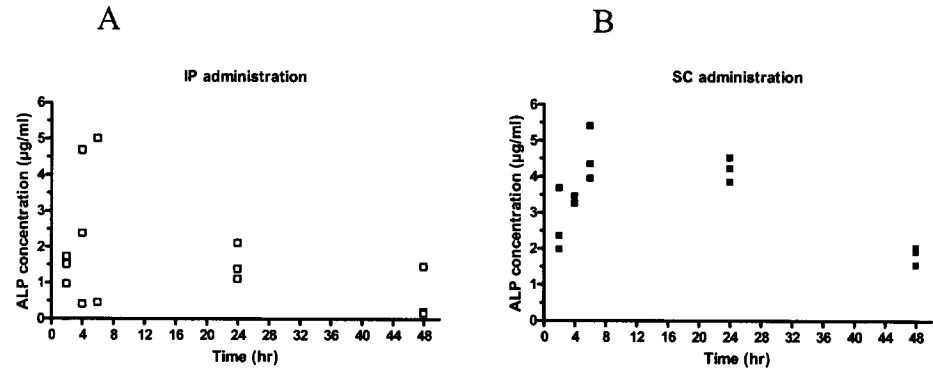 A
B
IP administration
SC administration
ALP concentration (µg/ml)
6
5
4
3
2
1
0
0 4 8 12 16 20 24 28 32 36 40 44 48
Time (hr)
ALP concentration (µg/ml)
6
5
4
3
2
1
0
0 4 8 12 16 20 24 28 32 36 40 44 48
Time (hr)